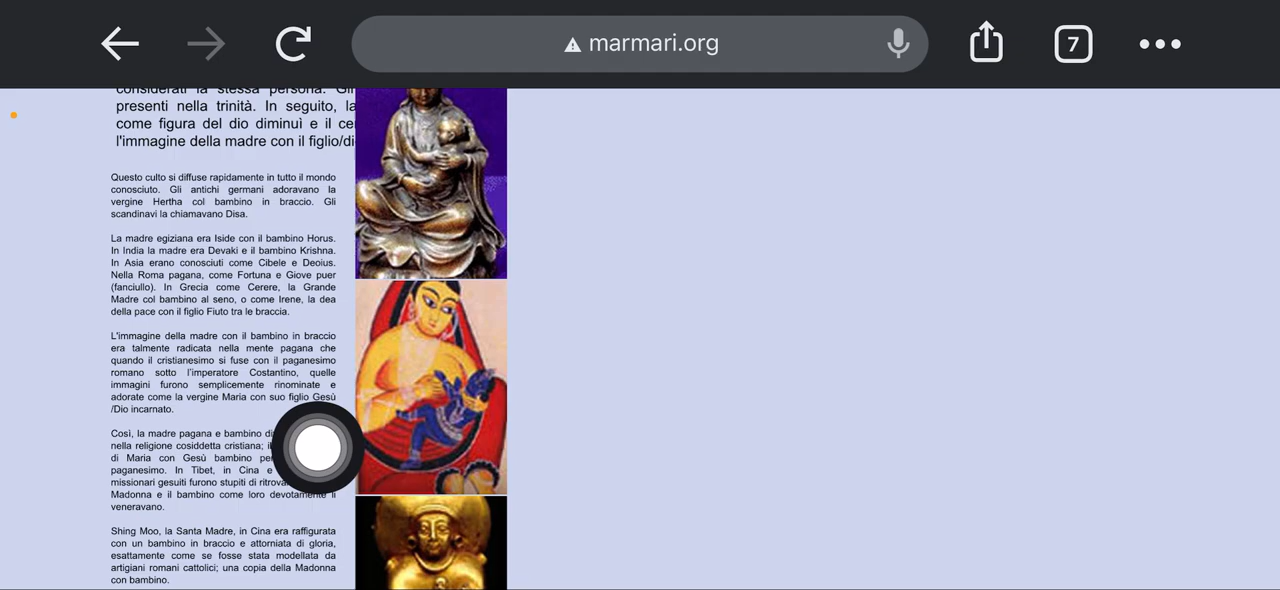 marmari.org
7
considerati la stessa persona. Gli
presenti nella trinità. In seguito, la
come figura del dio diminuì e il
l'immagine della madre con il
Questo culto si diffuse rapidamente in tutto il mondo
conosciuto. Gli antichi germani adoravano la
vergine Hertha col bambino in braccio. Gli
scandinavi la chiamavano Disa.
La madre egiziana era Iside con il bambino Horus.
In India la madre era Devaki e il bambino Krishna.
In Asia erano conosciuti come Cibele e Deoius.
Nella Roma pagana, come Fortuna e Giove puer
(fanciullo). In Grecia come Cerere, la Grande
Madre col bambino al seno, o come Irene, la dea
della pace con il figlio Fiuto tra le braccia.
L'immagine della madre con il bambino in braccio
era talmente radicata nella mente pagana che
quando il cristianesimo si fuse con il paganesimo
romano sotto l'imperatore Costantino, quelle
immagini furono semplicemente rinominate e
adorate come la vergine Maria con suo figlio Gesù
/Dio incarnato.
Così, la madre pagana e bambino
nella religione cosiddetta cristiana;
di Maria con Gesù bambino
paganesimo. In Tibet, in Cina e
missionari gesuiti furono stupiti di
Madonna e il bambino come loro devotamente li
veneravano.
Shing Moo, la Santa Madre, in Cina era raffigurata
con un bambino in braccio e attorniata di gloria,
esattamente come se fosse stata modellata da
artigiani romani cattolici; una copia della Madonna
con bambino.